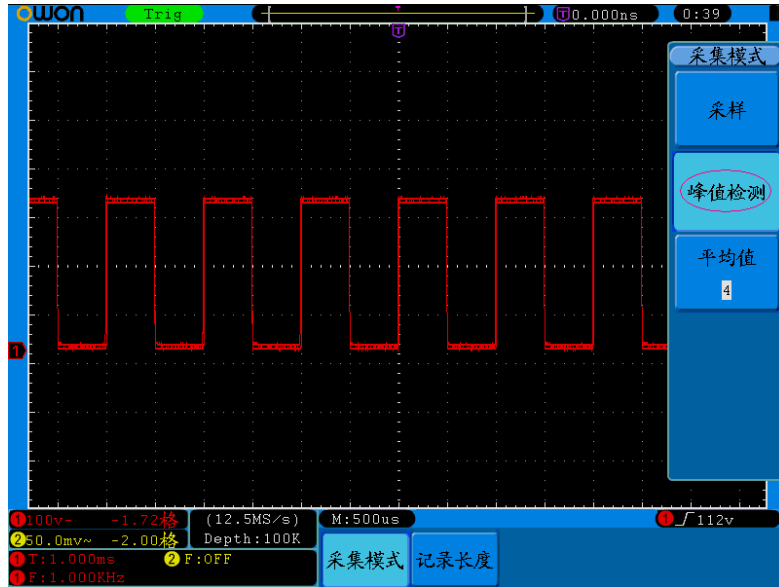 OWON Trig T 0.000ns 0:39
T
采集模式
采样
峰值检测
平均值
4
1
1 100v- -1.72格 (12.5MS/s) M:500us 1 112v
2 50.0mv~ -2.00格 Depth:100K
1 T:1.000ms 2 F:OFF
1 F:1.000KHz
采集模式 记录长度